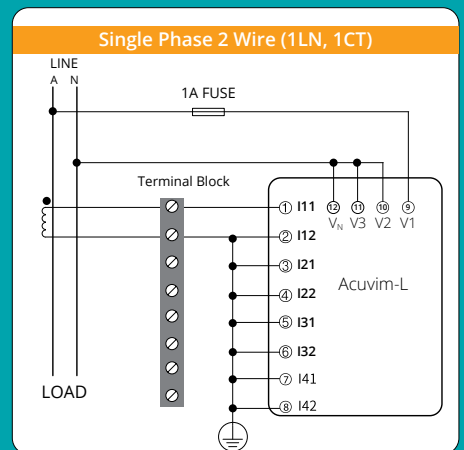 Single Phase 2 Wire (1LN, 1CT)
LINE
A N
1A FUSE
Terminal Block
① I11
② I12
③ I21
④ I22
⑤ I31
⑥ I32
⑦ I41
⑧ I42
⑫ ⑪ ⑩ ⑨
VN V3 V2 V1
Acuvim-L
LOAD